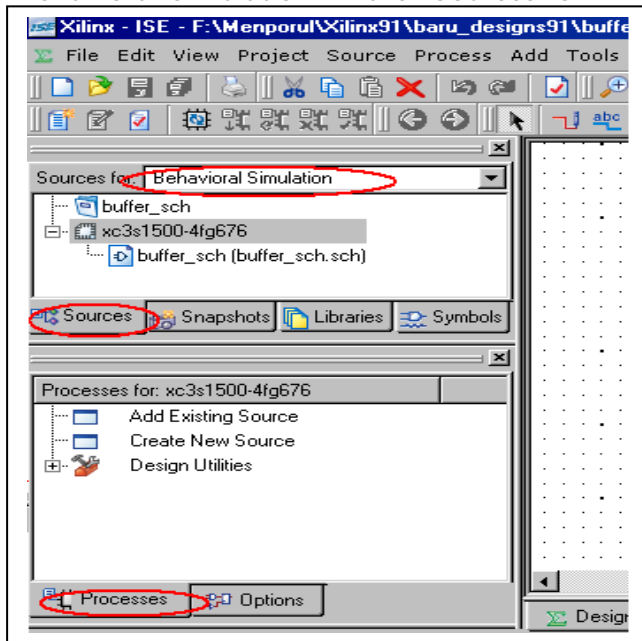 Xilinx - ISE - F:\Menporul\Xilinx91\baru_designs91\buffe
File Edit View Project Source Process Add Tools
abc
Sources for: Behavioral Simulation
buffer_sch
xc3s1500-4fg676
buffer_sch (buffer_sch.sch)
Sources Snapshots Libraries Symbols
Processes for: xc3s1500-4fg676
Add Existing Source
Create New Source
Design Utilities
Processes Options
Design